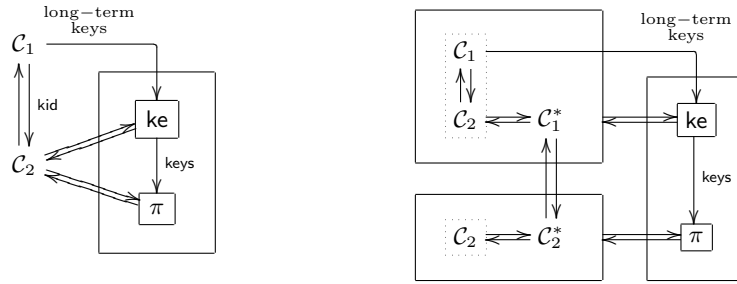 long−term
keys
C₁
kid
C₂
ke
keys
π
long−term
keys
C₁
C₂
C₁*
ke
keys
C₂
C₂*
π